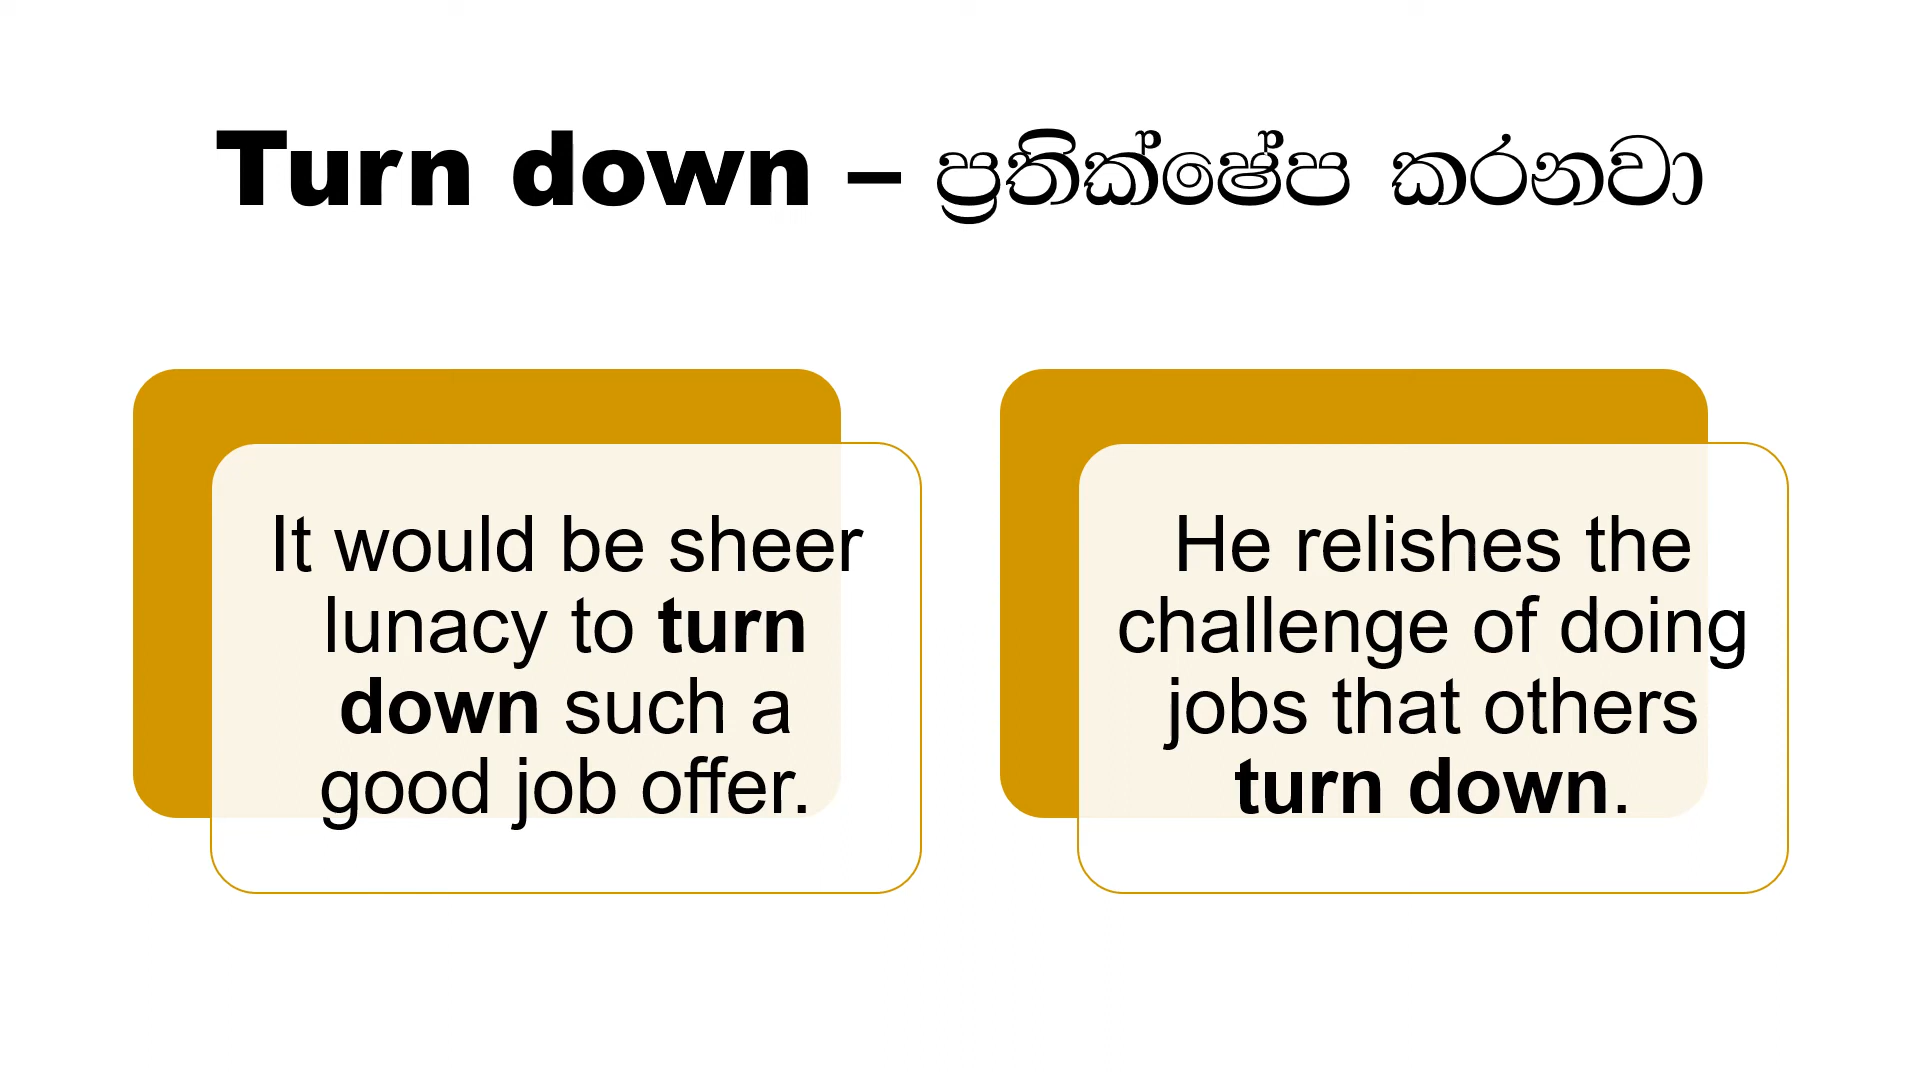 Turn down – ප්‍රතික්ෂේප කරනවා
It would be sheer
lunacy to turn
down such a
good job offer.
He relishes the
challenge of doing
jobs that others
turn down.